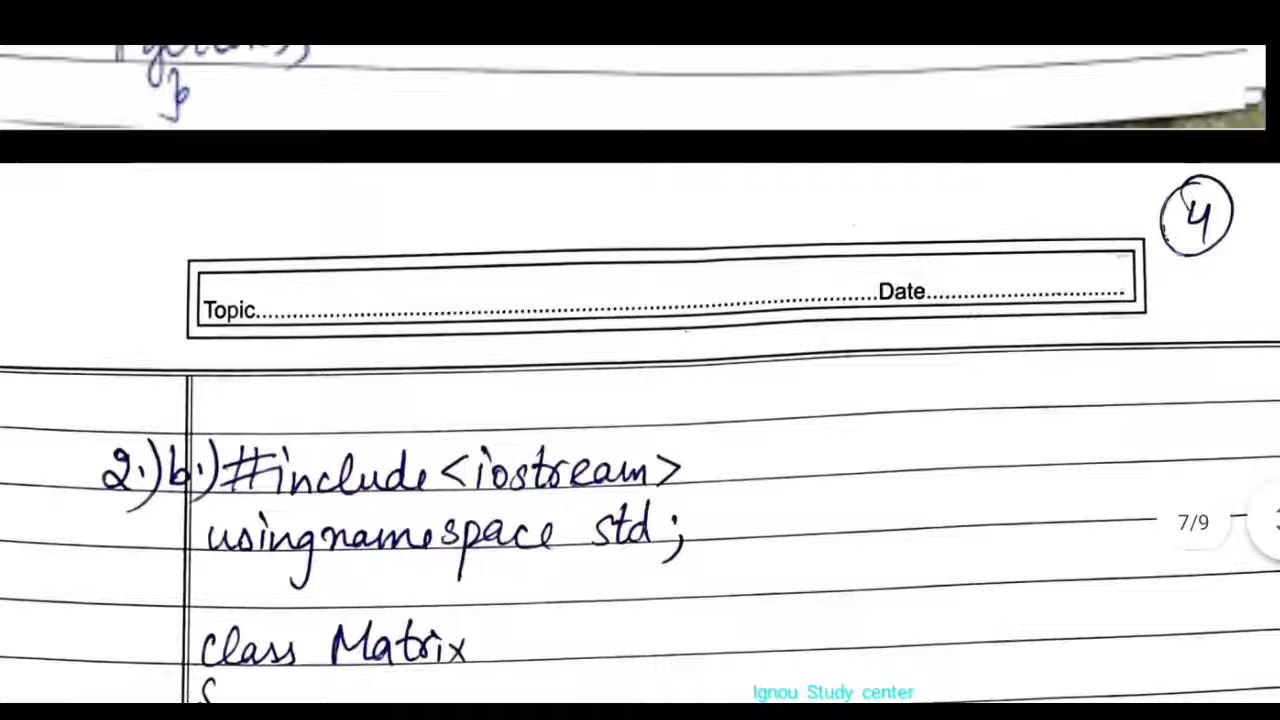 }
4
Topic.......................................................Date...........................
2.) b.) #include <iostream>
usingnamespace std;
7/9
class Matrix
{
Ignou Study center